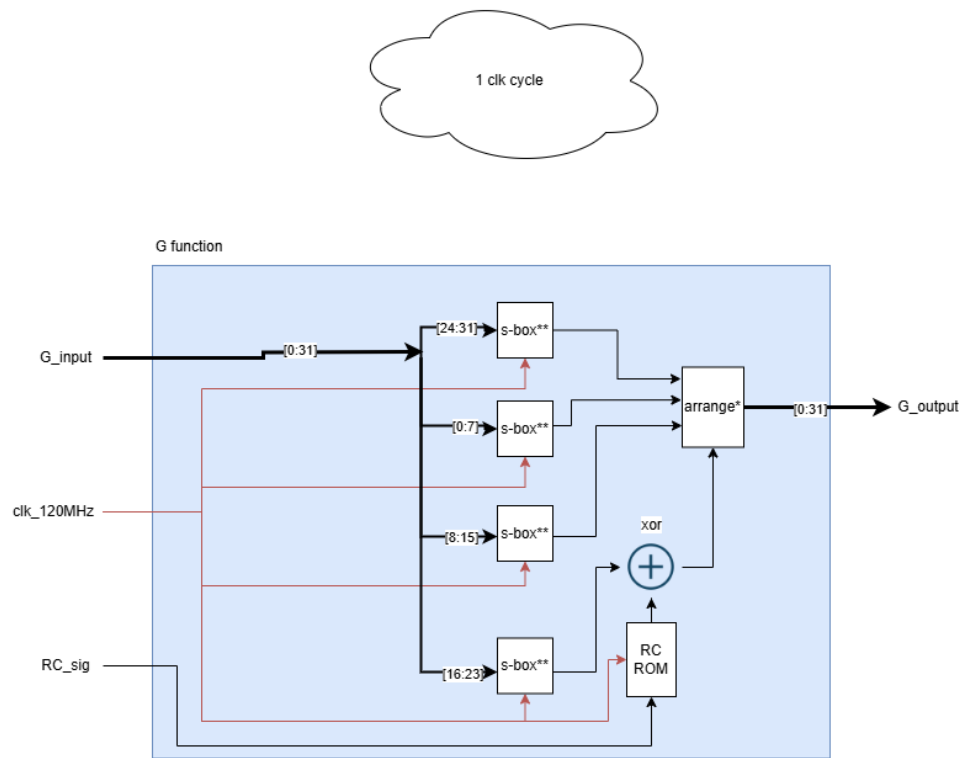 1 clk cycle
G function
[24:31]
s-box**
G_input
[0:31]
arrange*
[0:31]
G_output
[0:7]
s-box**
clk_120MHz
[8:15]
s-box**
xor
RC_sig
[16:23]
s-box**
RC
ROM